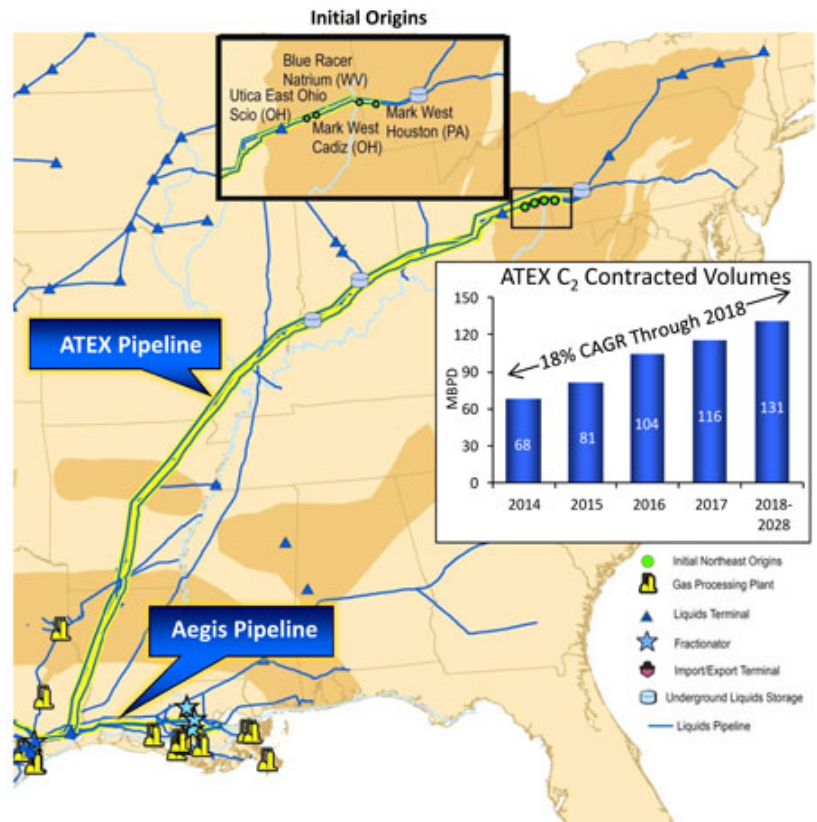 Initial Origins
Blue Racer
Natrium (WV)
Utica East Ohio
Scio (OH)
Mark West
Cadiz (OH)
Mark West
Houston (PA)
ATEX Pipeline
Aegis Pipeline
ATEX C₂ Contracted Volumes
18% CAGR Through 2018
MBPD
150
120
90
60
30
0
68
81
104
116
131
2014
2015
2016
2017
2018-
2028
Initial Northeast Origins
Gas Processing Plant
Liquids Terminal
Fractionator
Import/Export Terminal
Underground Liquids Storage
Liquids Pipeline